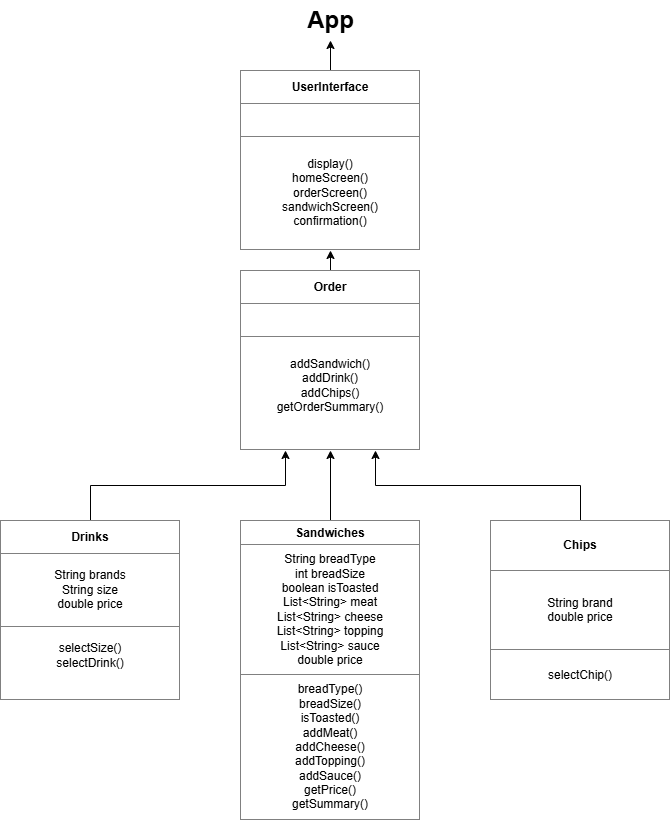 App
UserInterface
display()
homeScreen()
orderScreen()
sandwichScreen()
confirmation()
Order
addSandwich()
addDrink()
addChips()
getOrderSummary()
Drinks
String brands
String size
double price
selectSize()
selectDrink()
Sandwiches
String breadType
int breadSize
boolean isToasted
List<String> meat
List<String> cheese
List<String> topping
List<String> sauce
double price
breadType()
breadSize()
isToasted()
addMeat()
addCheese()
addTopping()
addSauce()
getPrice()
getSummary()
Chips
String brand
double price
selectChip()